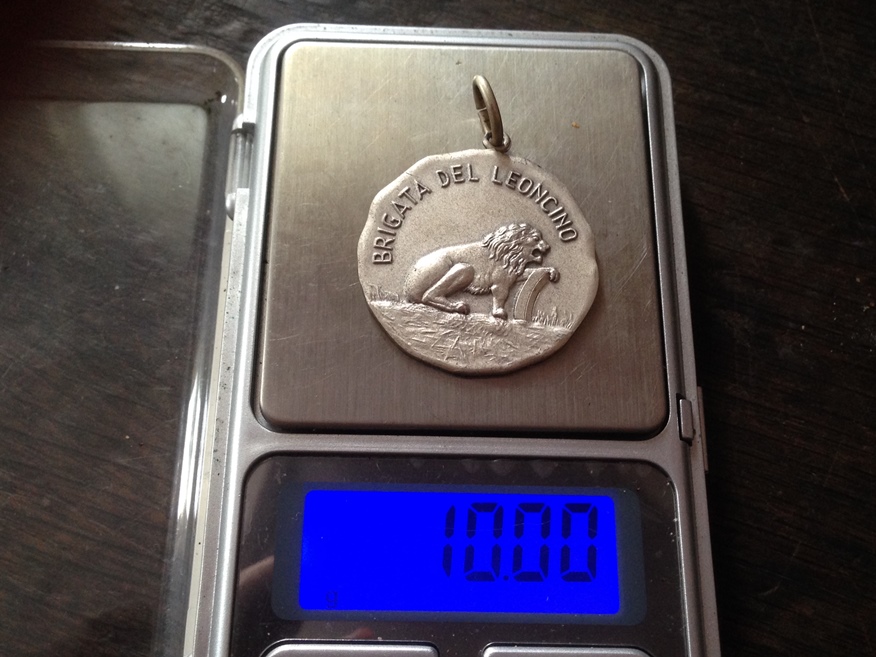 BRIGATA DEL LEONCINO
10.00